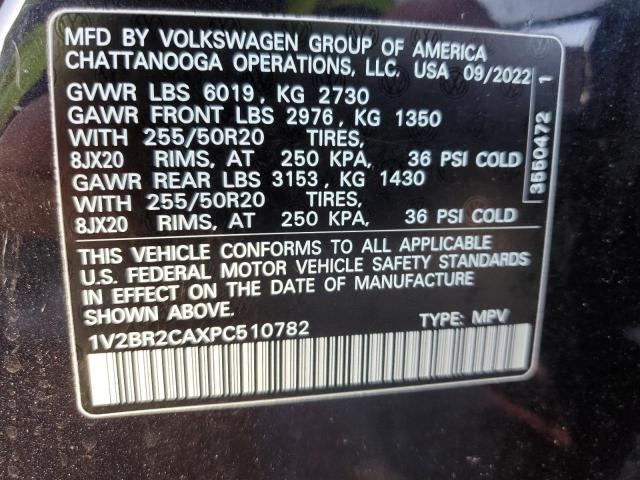 MFD BY VOLKSWAGEN GROUP OF AMERICA
CHATTANOOGA OPERATIONS, LLC. USA 09/2022
GVWR LBS 6019, KG 2730
GAWR FRONT LBS 2976, KG 1350
WITH 255/50R20 TIRES,
8JX20 RIMS, AT 250 KPA, 36 PSI COLD
GAWR REAR LBS 3153, KG 1430
WITH 255/50R20 TIRES,
8JX20 RIMS, AT 250 KPA, 36 PSI COLD
THIS VEHICLE CONFORMS TO ALL APPLICABLE
U.S. FEDERAL MOTOR VEHICLE SAFETY STANDARDS
IN EFFECT ON THE DATE OF MANUFACTURE
SHOWN ABOVE.
1V2BR2CAXPC510782 TYPE: MPV
3550472 1